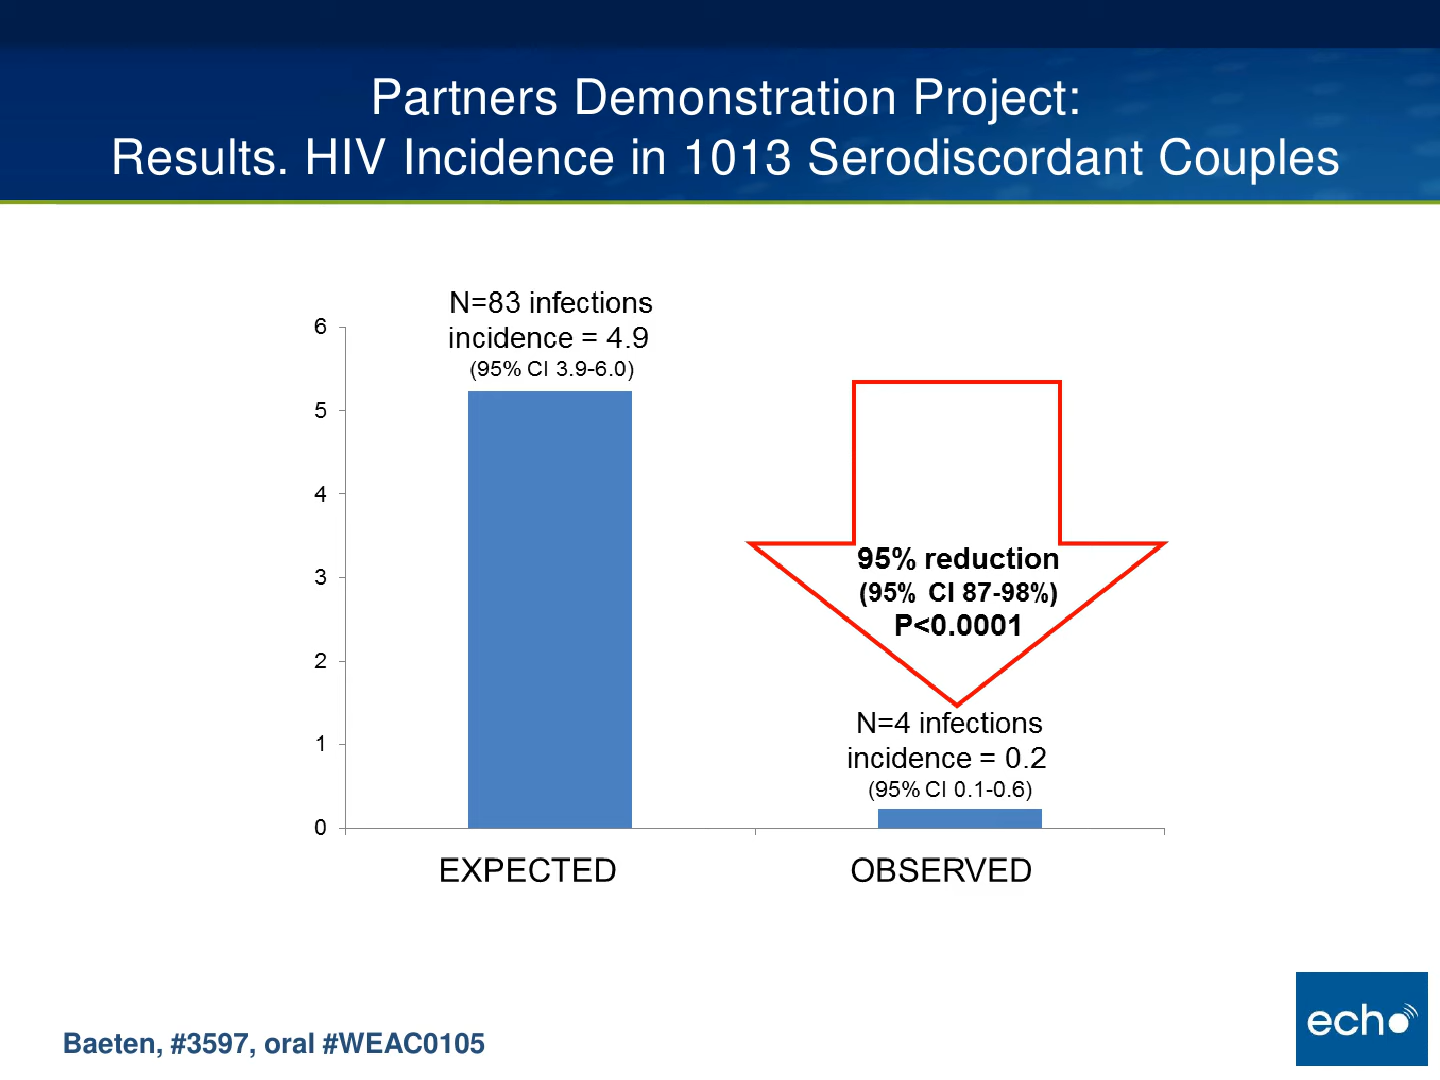 Partners Demonstration Project:
Results. HIV Incidence in 1013 Serodiscordant Couples
N=83 infections
incidence = 4.9
(95% CI 3.9-6.0)
6
5
4
3
2
1
0
95% reduction
(95% CI 87-98%)
P<0.0001
N=4 infections
incidence = 0.2
(95% CI 0.1-0.6)
EXPECTED
OBSERVED
Baeten, #3597, oral #WEAC0105
echo